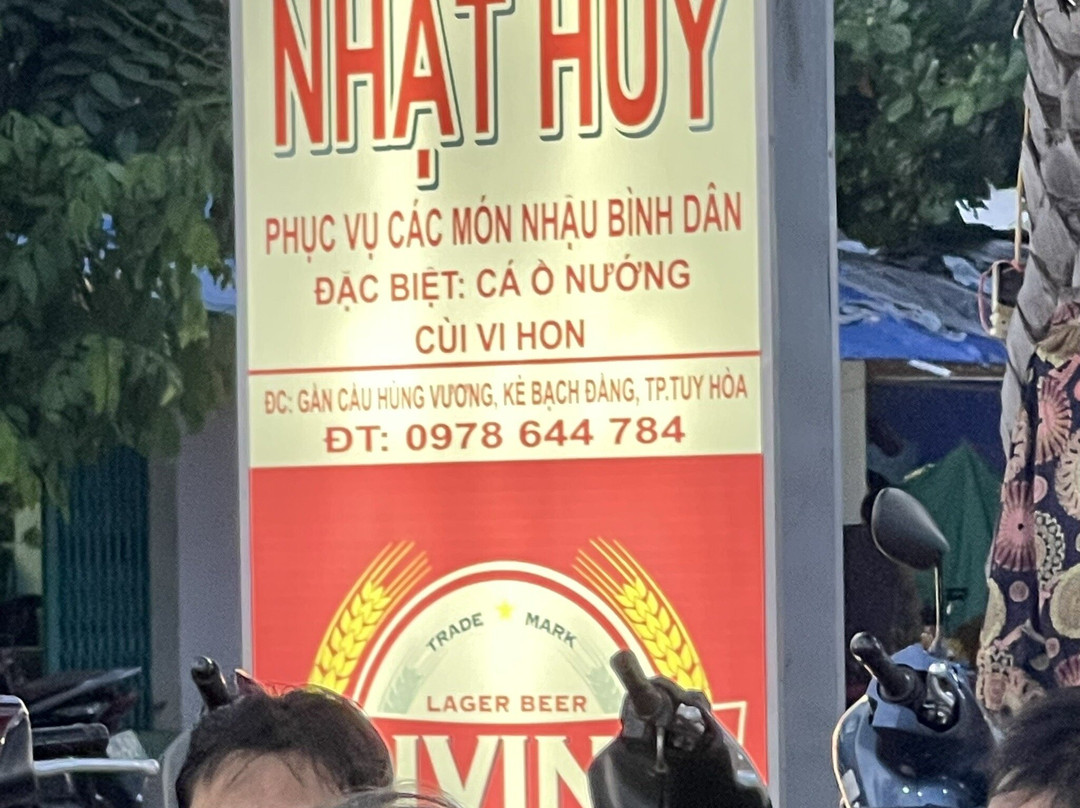 NHẬT HUY
PHỤC VỤ CÁC MÓN NHẬU BÌNH DÂN
ĐẶC BIỆT: CÁ Ò NƯỚNG
CÙI VI HON
ĐC: GẦN CẦU HÙNG VƯƠNG, KÈ BẠCH ĐẰNG, TP.TUY HÒA
ĐT: 0978 644 784
TRADE MARK
LAGER BEER